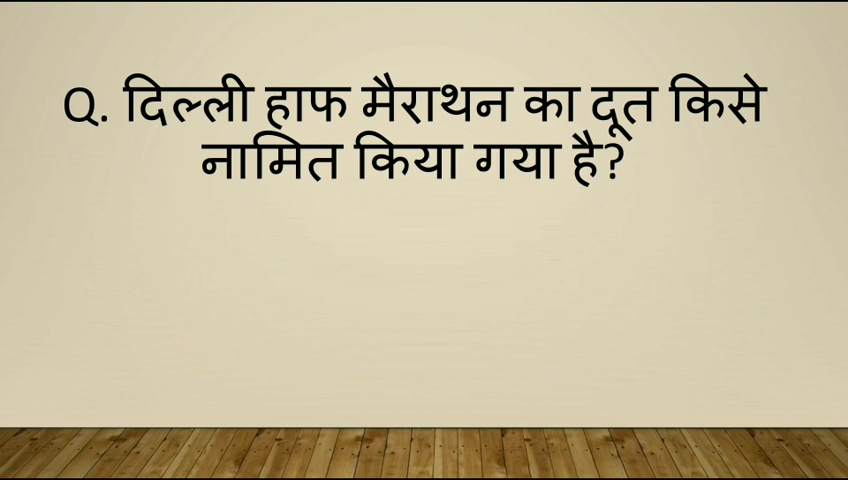 Q. दिल्ली हाफ मैराथन का दूत किसे
नामित किया गया है?